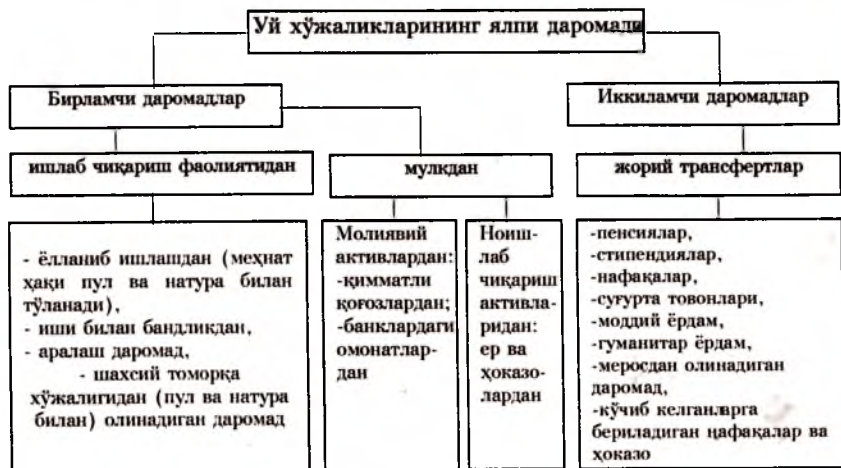 Уй хўжаликларининг ялпи даромади
Бирламчи даромадлар
Иккиламчи даромадлар
ишлаб чиқариш фаолиятидан
мулкдан
жорий трансфертлар
- ёлланиб ишлашдан (меҳнат
ҳақи пул ва натура билан
тўланади),
- иши билан бандликдан,
- аралаш даромад,
- шахсий томорқа
хўжалигидан (пул ва натура
билан) олинадиган даромад
Молиявий
активлардан:
-қимматли
қоғозлардан;
-банклардаги
омонатлар-
дан
Ноиш-
лаб
чиқариш
активла-
ридан:
ер ва
ҳоказо-
лардан
-пенсиялар,
-стипендиялар,
-нафақалар,
-суғурта товонлари,
-моддий ёрдам,
-гуманитар ёрдам,
-меросдан олинадиган
даромад,
-кўчиб келганларга
бериладиган нафақалар ва
ҳоказо